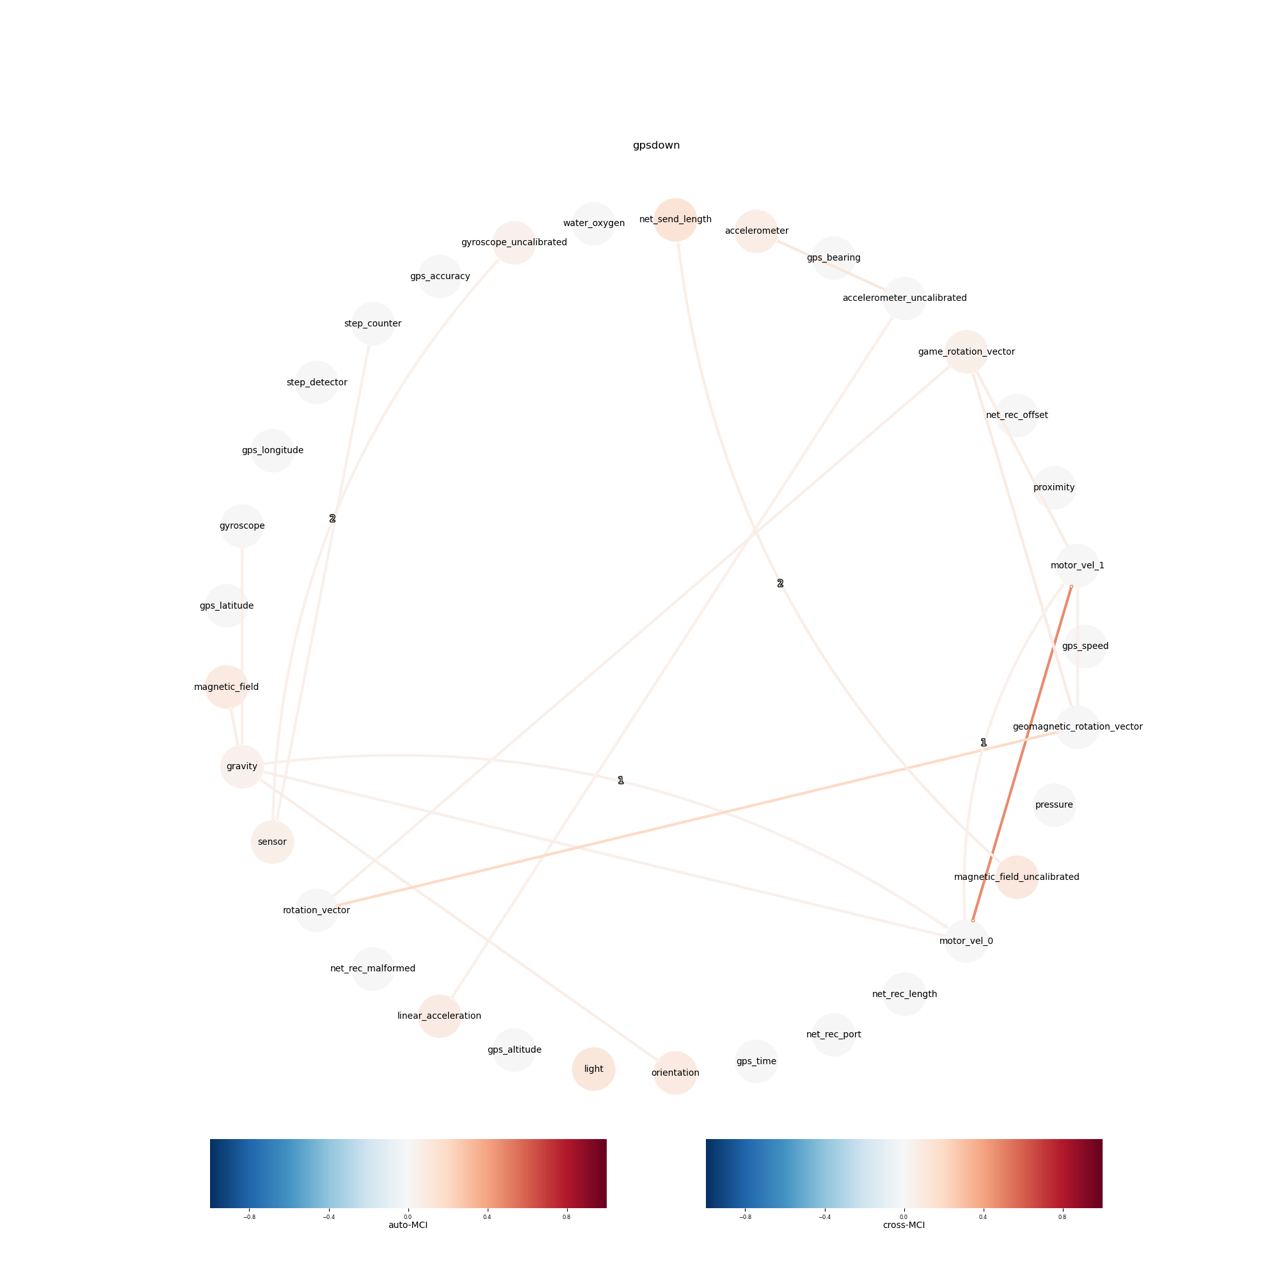 gpsdown
net_send_length
water_oxygen
accelerometer
gyroscope_uncalibrated
gps_bearing
gps_accuracy
accelerometer_uncalibrated
step_counter
game_rotation_vector
step_detector
net_rec_offset
gps_longitude
proximity
2
gyroscope
motor_vel_1
2
gps_latitude
gps_speed
magnetic_field
geomagnetic_rotation_vector
1
gravity
1
pressure
sensor
magnetic_field_uncalibrated
rotation_vector
motor_vel_0
net_rec_malformed
net_rec_length
linear_acceleration
net_rec_port
gps_altitude
gps_time
light
orientation
−0.8 −0.4 0.0 0.4 0.8
auto-MCI
−0.8 −0.4 0.0 0.4 0.8
cross-MCI